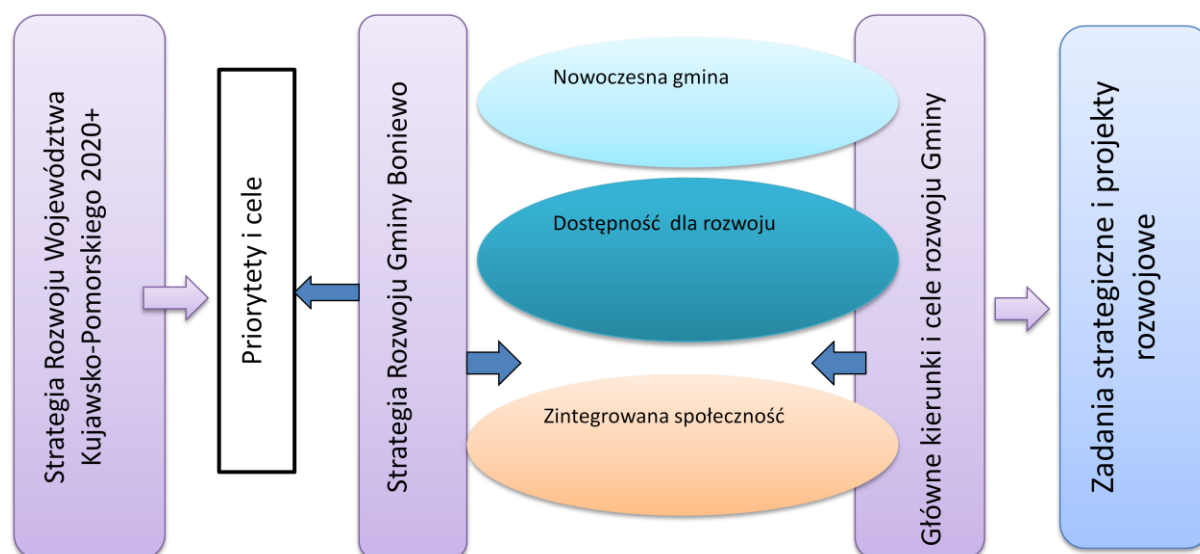 Strategia Rozwoju Województwa
Kujawsko-Pomorskiego 2020+
Priorytety i cele
Strategia Rozwoju Gminy Boniewo
Nowoczesna gmina
Dostępność dla rozwoju
Zintegrowana społeczność
Główne kierunki i cele rozwoju Gminy
Zadania strategiczne i projekty
rozwojowe